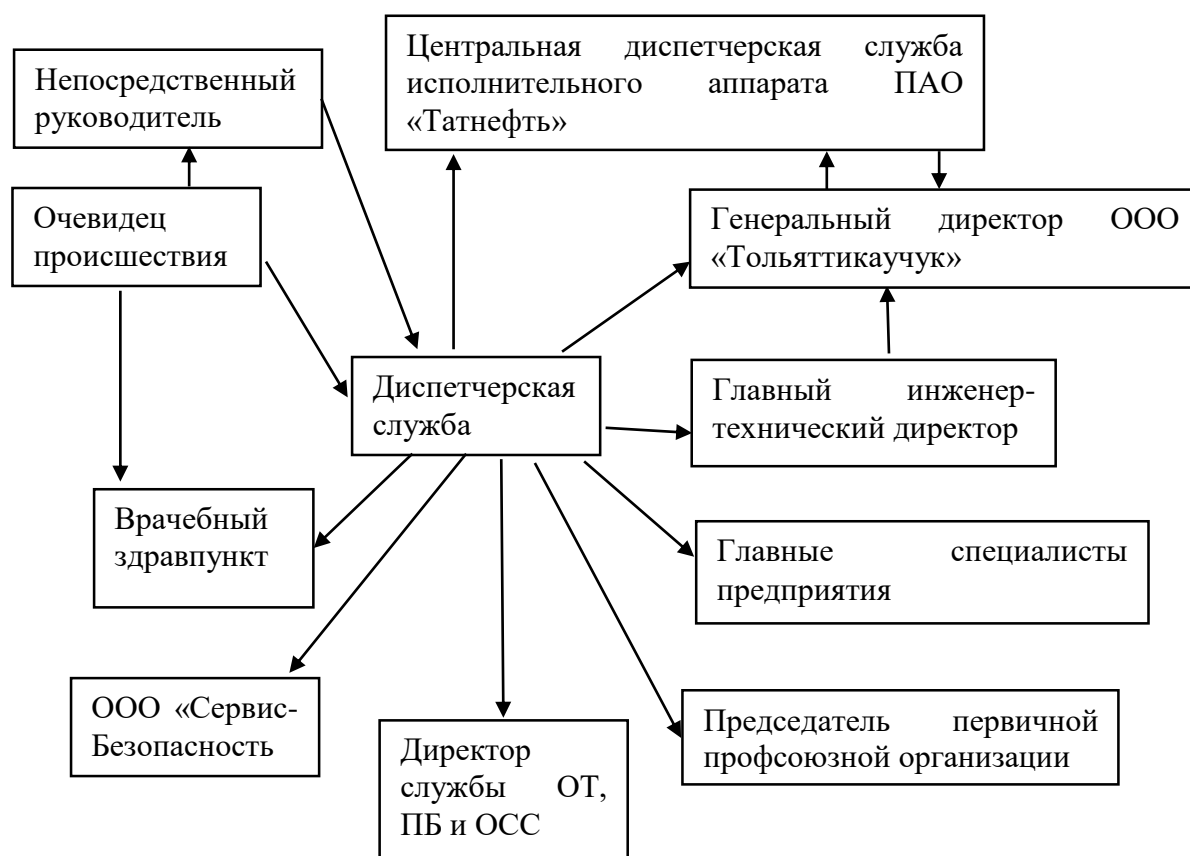 Центральная диспетчерская служба
исполнительного аппарата ПАО
«Татнефть»
Непосредственный
руководитель
Очевидец
происшествия
Генеральный директор ООО
«Тольяттикаучук»
Диспетчерская
служба
Главный инженер-
технический директор
Врачебный
здравпункт
Главные специалисты
предприятия
ООО «Сервис-
Безопасность
Директор
службы ОТ,
ПБ и ОСС
Председатель первичной
профсоюзной организации